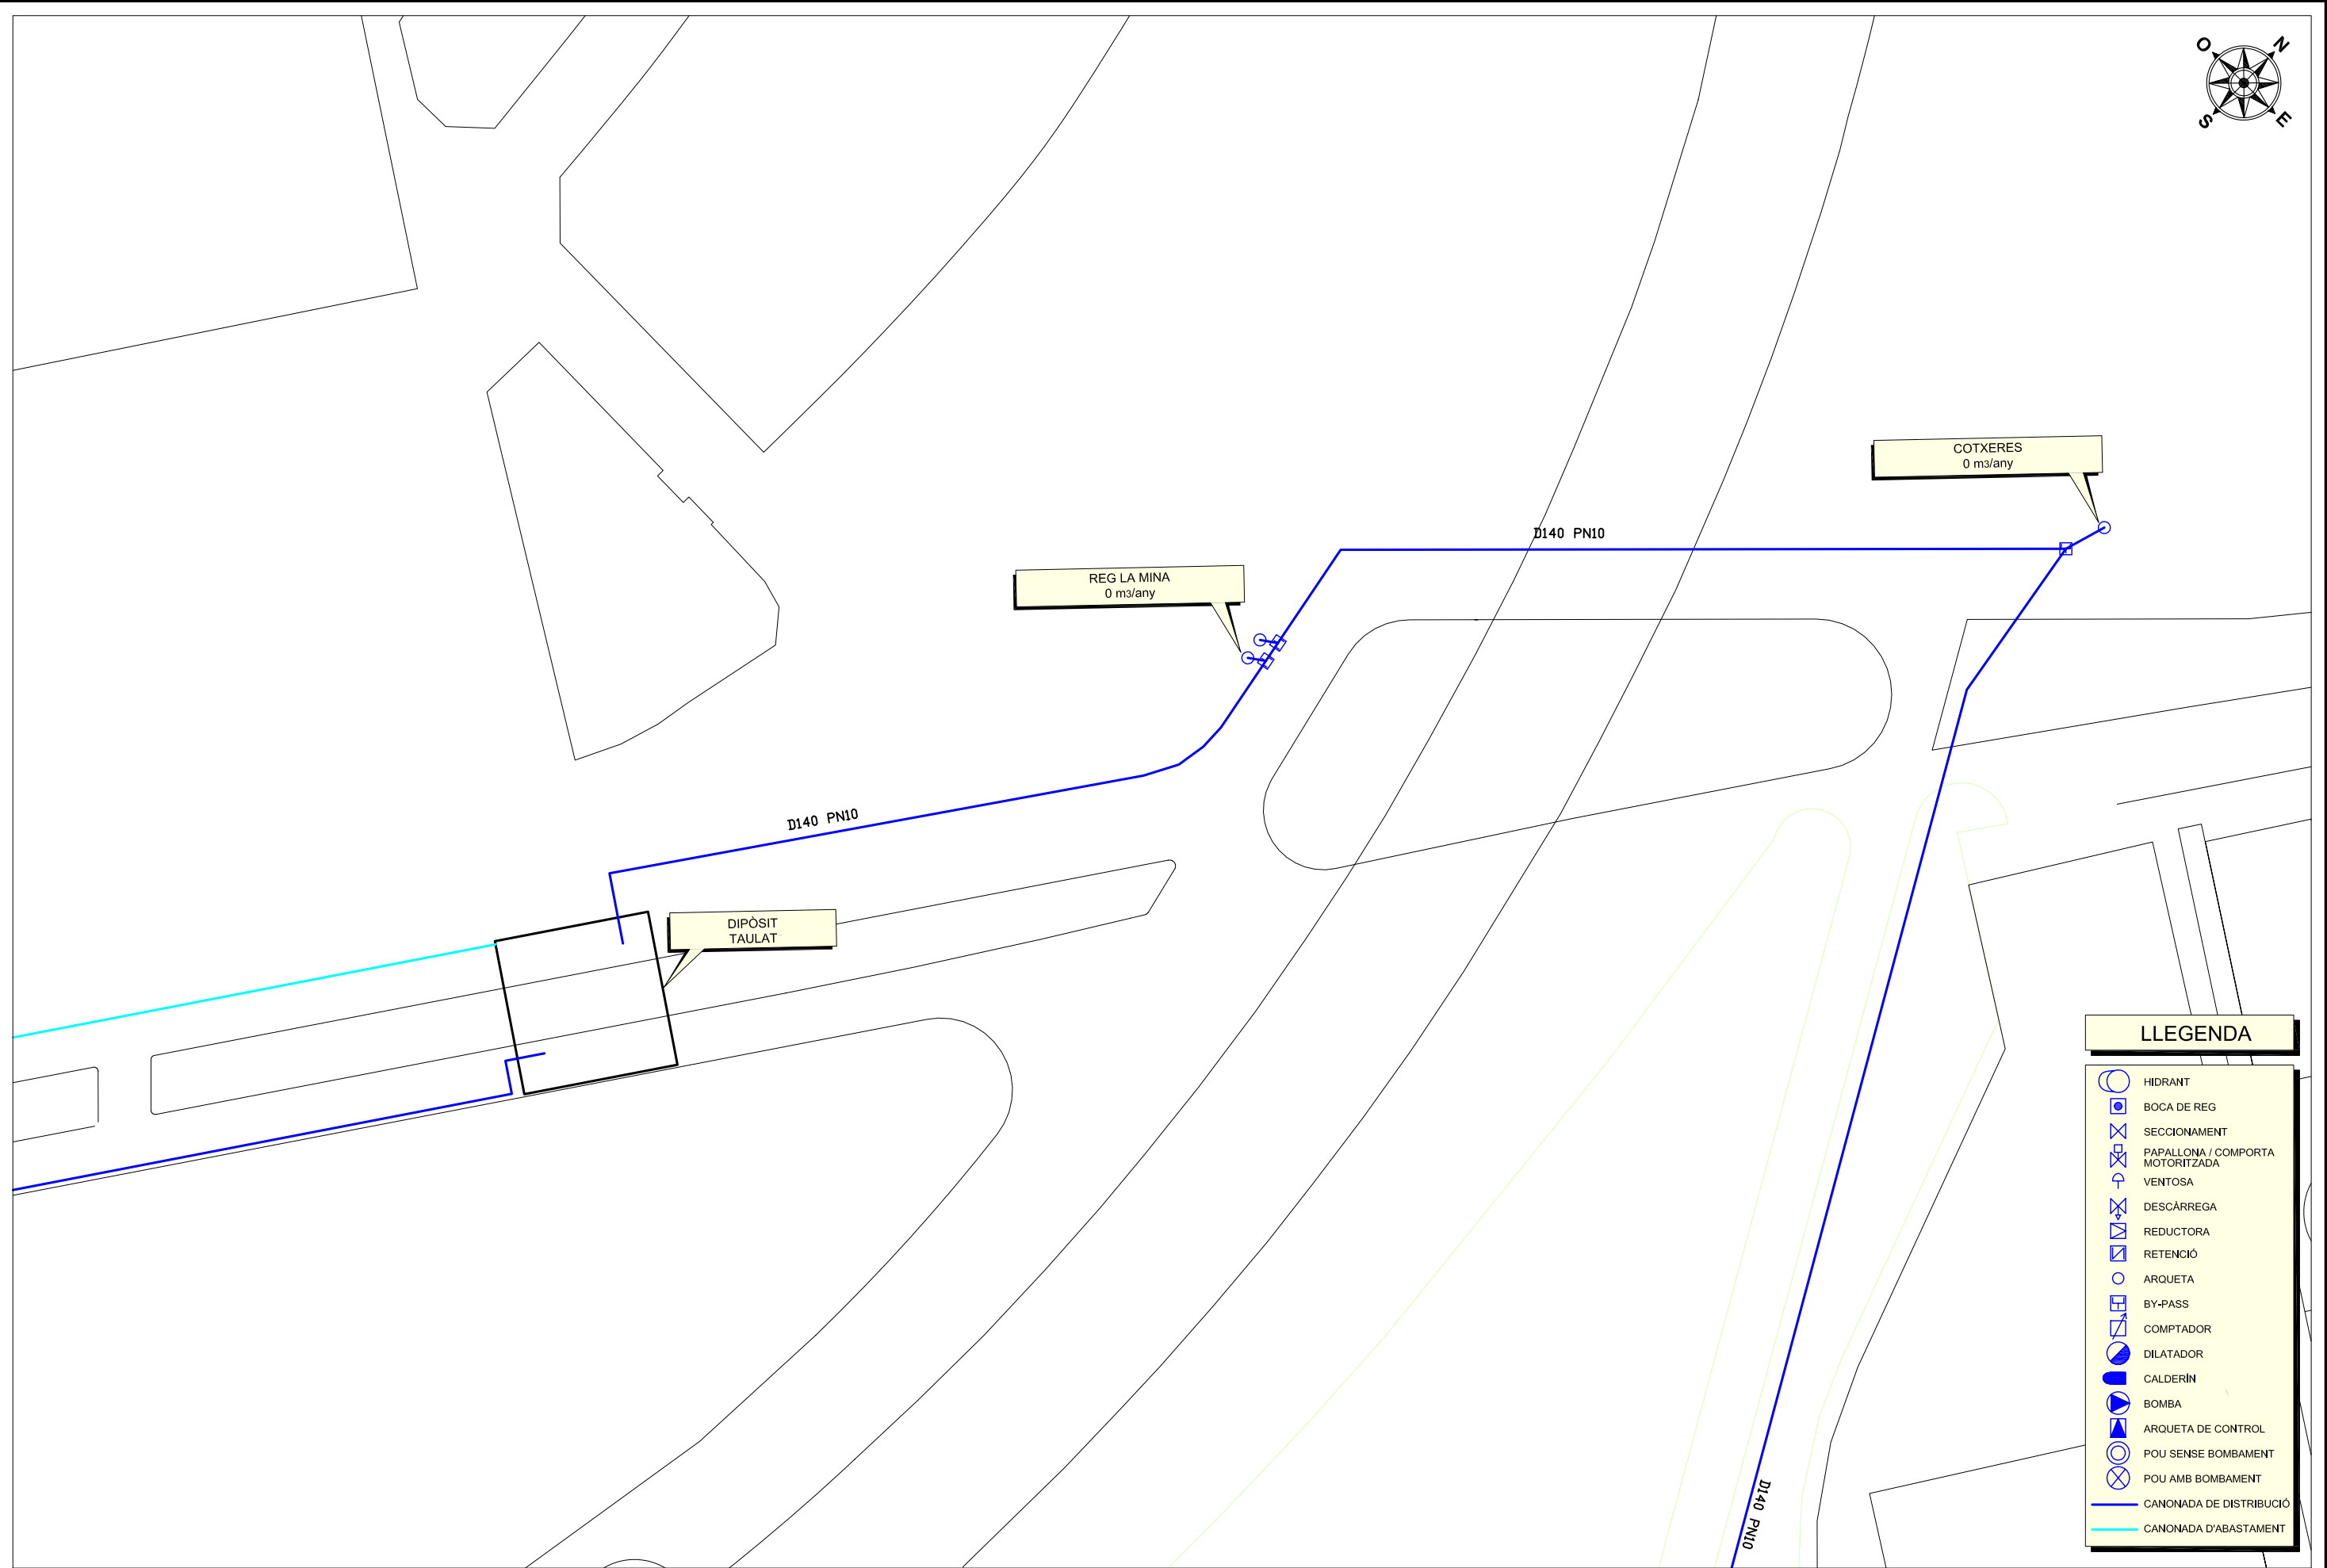 O
N
S
E
COTXERES
0 m3/any
D140 PN10
REG LA MINA
0 m3/any
D140 PN10
DIPÒSIT
TAULAT
D140 PN10
LLEGENDA
HIDRANT
BOCA DE REG
SECCIONAMENT
PAPALLONA / COMPORTA
MOTORITZADA
VENTOSA
DESCÀRREGA
REDUCTORA
RETENCIÓ
ARQUETA
BY-PASS
COMPTADOR
DILATADOR
CALDERÍN
BOMBA
ARQUETA DE CONTROL
POU SENSE BOMBAMENT
POU AMB BOMBAMENT
CANONADA DE DISTRIBUCIÓ
CANONADA D'ABASTAMENT